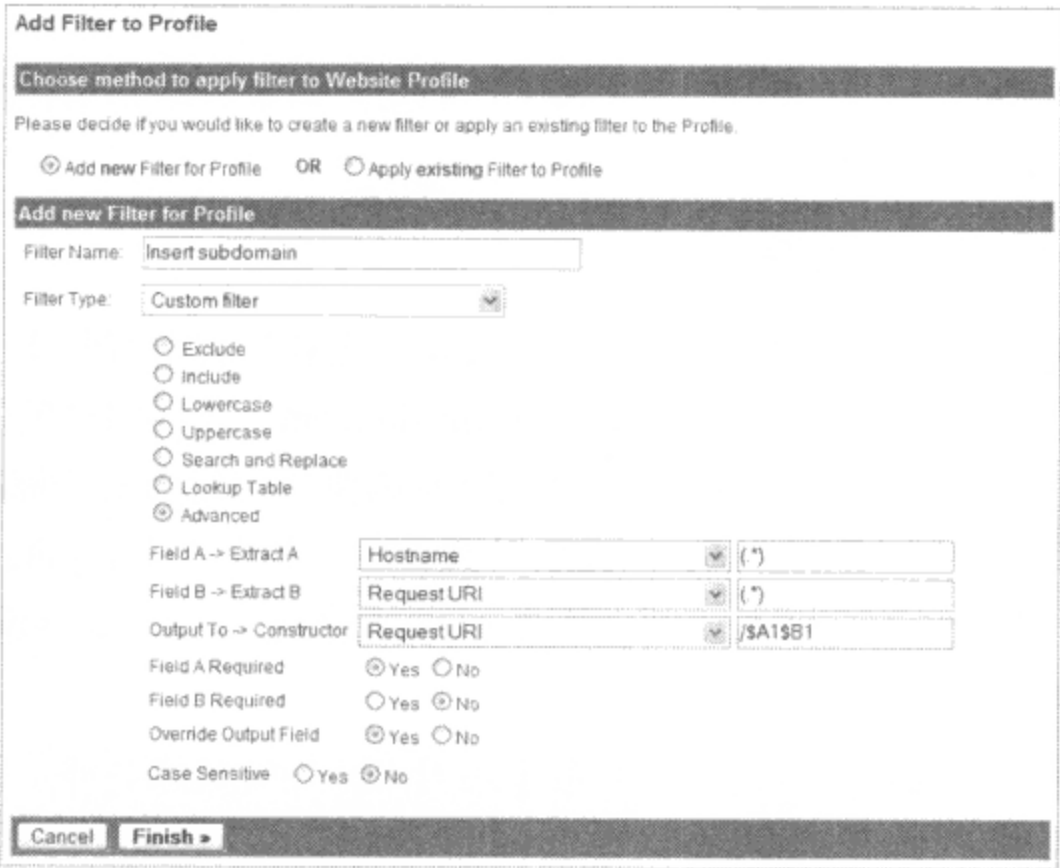 Add Filter to Profile
Choose method to apply filter to Website Profile
Please decide if you would like to create a new filter or apply an existing filter to the Profile.
Add new Filter for Profile OR Apply existing Filter to Profile
Add new Filter for Profile
Filter Name: Insert subdomain
Filter Type: Custom filter
Exclude
Include
Lowercase
Uppercase
Search and Replace
Lookup Table
Advanced
Field A -> Extract A Hostname (.*)
Field B -> Extract B Request URI (.*)
Output To -> Constructor Request URI /$A1$B1
Field A Required Yes No
Field B Required Yes No
Override Output Field Yes No
Case Sensitive Yes No
Cancel Finish »